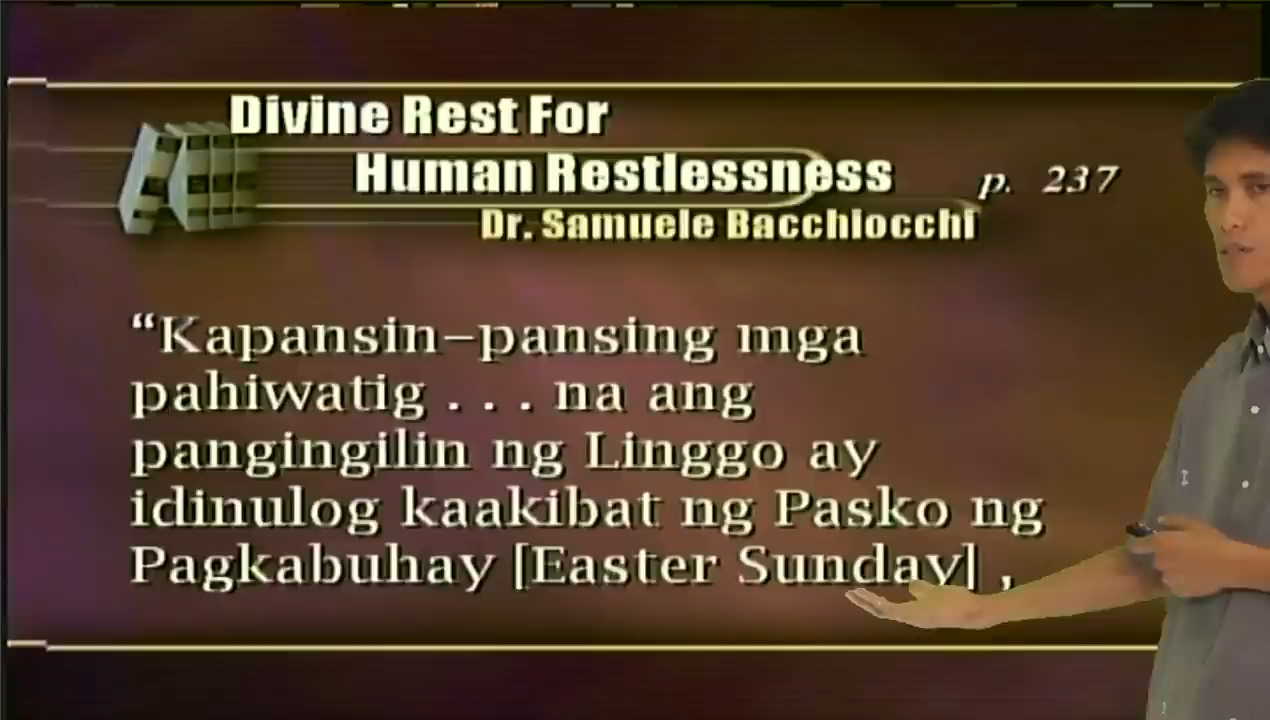 Divine Rest For
Human Restlessness p. 237
Dr. Samuele Bacchiocchi
“Kapansin-pansing mga
pahiwatig . . . na ang
pangingilin ng Linggo ay
idinulog kaakibat ng Pasko ng
Pagkabuhay [Easter Sunday] ,